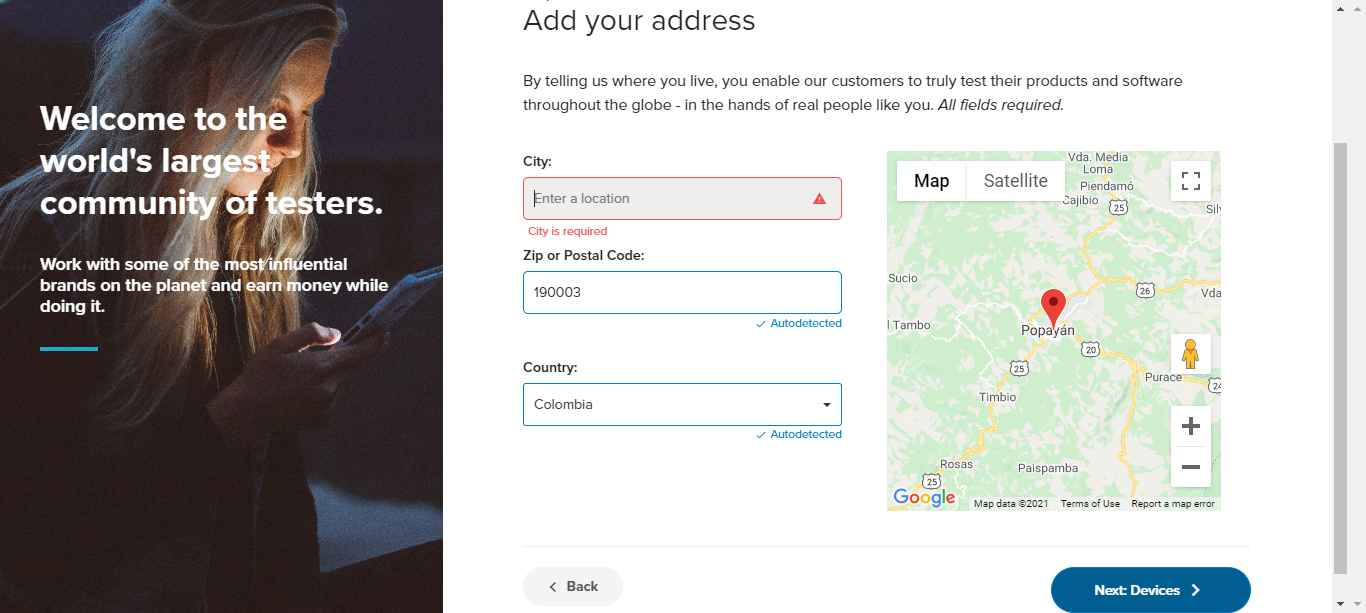 Welcome to the
world's largest
community of testers.
Work with some of the most influential
brands on the planet and earn money while
doing it.
Add your address
By telling us where you live, you enable our customers to truly test their products and software
throughout the globe - in the hands of real people like you. All fields required.
City:
Enter a location
City is required
Zip or Postal Code:
190003
Autodetected
Country:
Colombia
Autodetected
Map
Satellite
Vda. Media
Loma
Piendamó
Cajibio
25
Sil
Sucio
26
Vda
l Tambo
Popayán
20
25
Purace
24
Timbio
Rosas
Paispamba
25
Google
Map data ©2021
Terms of Use
Report a map error
Back
Next: Devices